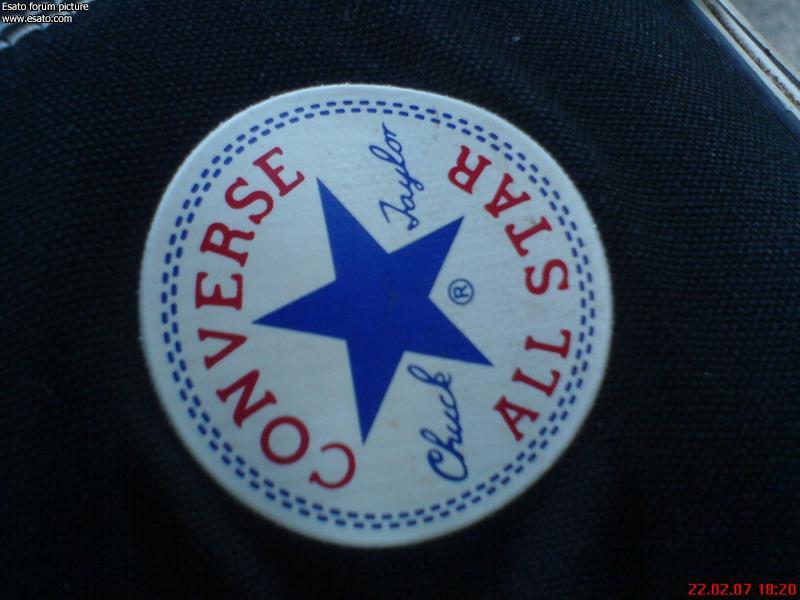 Esato forum picture
www.esato.com
CONVERSE
Chuck Taylor
®
ALL STAR
22.02.07 18:20